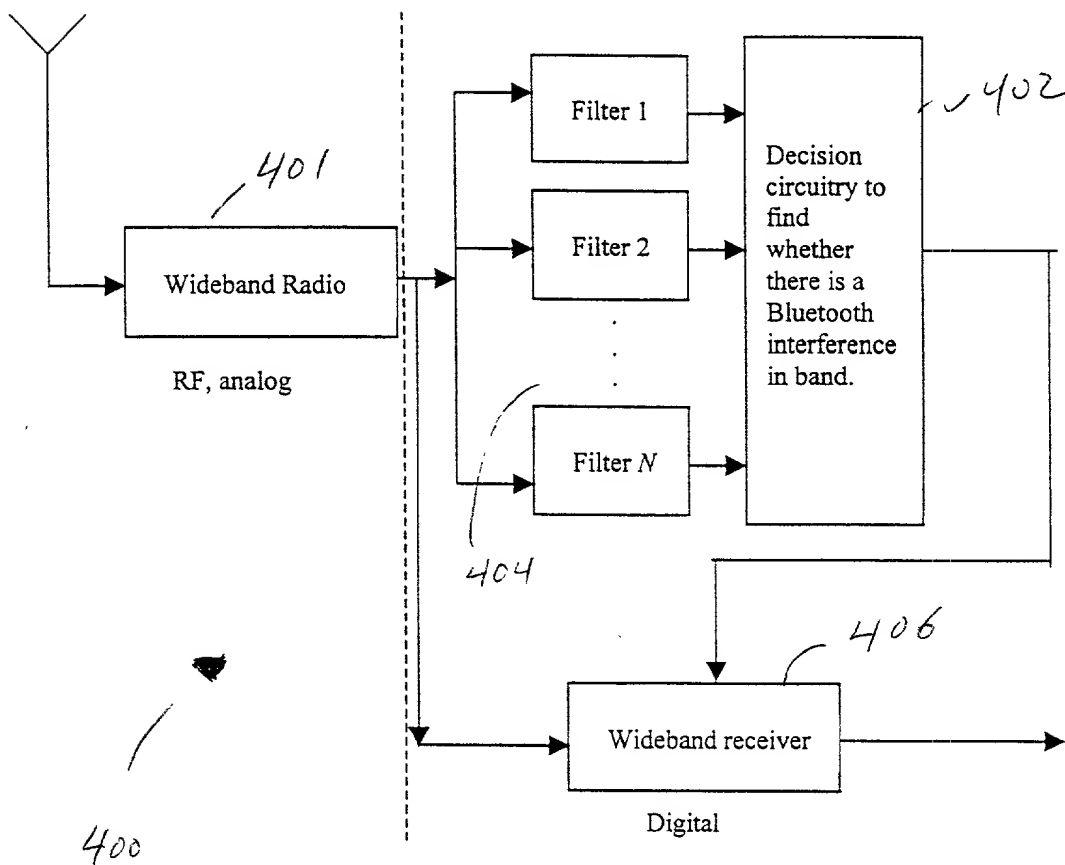 401
Wideband Radio
RF, analog
Filter 1
Filter 2
.
.
.
404
Filter N
402
Decision
circuitry to
find
whether
there is a
Bluetooth
interference
in band.
406
Wideband receiver
Digital
400